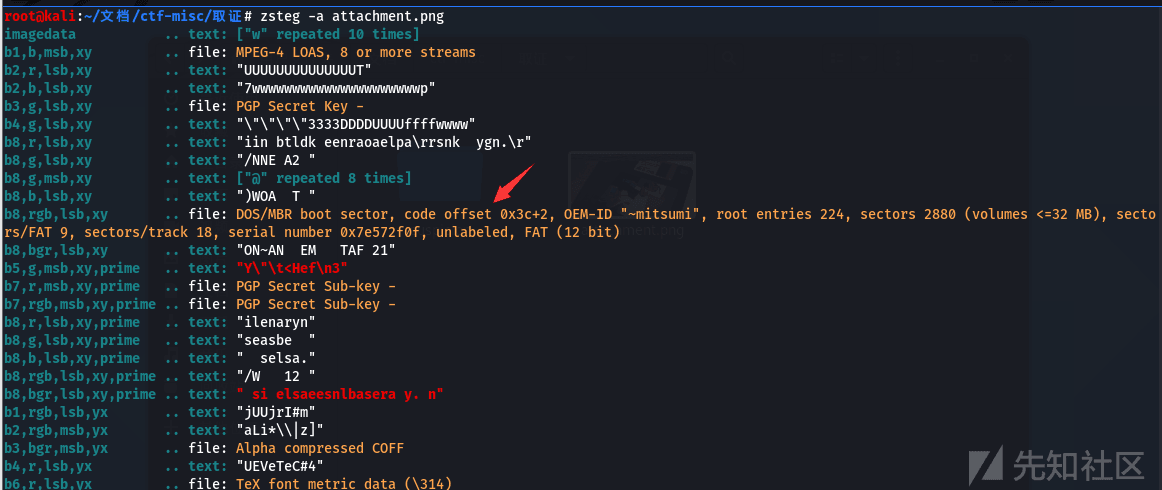 root@kali:~/文档/ctf-misc/取证# zsteg -a attachment.png
imagedata .. text: ["w" repeated 10 times]
b1,b,msb,xy .. file: MPEG-4 LOAS, 8 or more streams
b2,r,lsb,xy .. text: "UUUUUUUUUUUUUUUT"
b2,b,lsb,xy .. text: "7wwwwwwwwwwwwwwwwwwwwwp"
b3,g,lsb,xy .. file: PGP Secret Key -
b4,g,lsb,xy .. text: "\"\"\"\"3333DDDDUUUUffffwwww"
b8,r,lsb,xy .. text: "iin btldk eenraoaelpa\rrsnk  ygn.\r"
b8,g,lsb,xy .. text: "/NNE A2 "
b8,g,msb,xy .. text: ["@" repeated 8 times]
b8,b,lsb,xy .. text: ")WOA  T "
b8,rgb,lsb,xy .. file: DOS/MBR boot sector, code offset 0x3c+2, OEM-ID "~mitsumi", root entries 224, sectors 2880 (volumes <=32 MB), secto
rs/FAT 9, sectors/track 18, serial number 0x7e572f0f, unlabeled, FAT (12 bit)
b8,bgr,lsb,xy .. text: "ON~AN  EM   TAF 21"
b5,g,msb,xy,prime .. text: "Y\"\t<Hef\n3"
b7,r,msb,xy,prime .. file: PGP Secret Sub-key -
b7,rgb,msb,xy,prime .. file: PGP Secret Sub-key -
b8,r,lsb,xy,prime .. text: "ilenaryn"
b8,g,lsb,xy,prime .. text: "seasbe  "
b8,b,lsb,xy,prime .. text: "  selsa."
b8,rgb,lsb,xy,prime .. text: "/W   12 "
b8,bgr,lsb,xy,prime .. text: " si elsaeesnlbasera y. n"
b1,rgb,lsb,yx .. text: "jUUjrI#m"
b2,rgb,msb,yx .. text: "aLi*\\|z]"
b3,bgr,msb,yx .. file: Alpha compressed COFF
b4,r,lsb,yx .. text: "UEVeTeC#4"
b6,r,lsb,yx .. file: TeX font metric data (\314)
先知社区